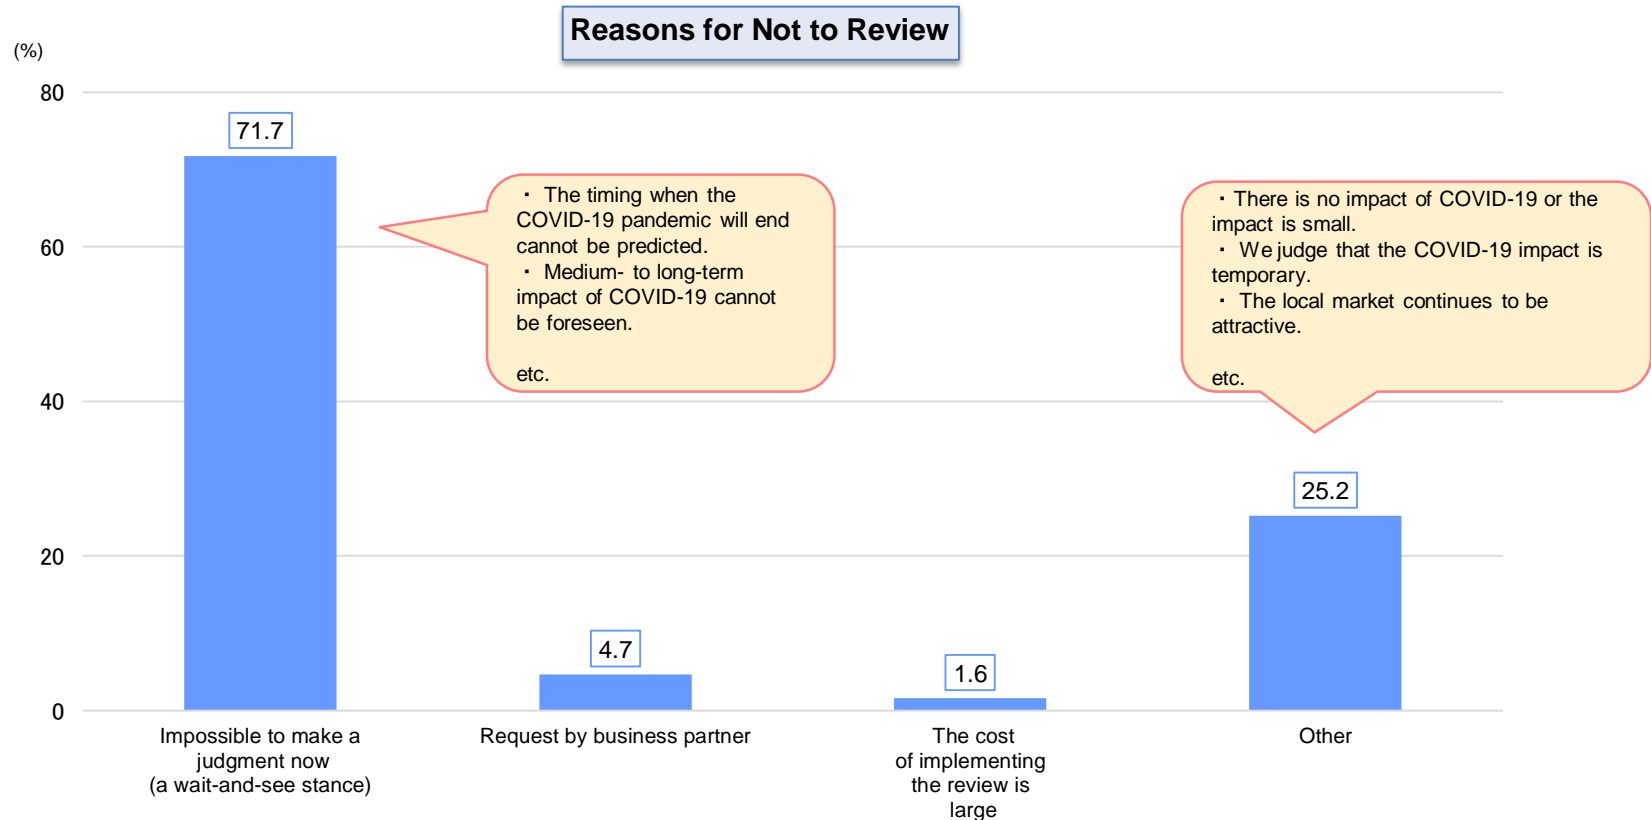 Reasons for Not to Review
(%)
80
60
40
20
0
71.7
4.7
1.6
25.2
・ The timing when the
COVID-19 pandemic will end
cannot be predicted.
・ Medium- to long-term
impact of COVID-19 cannot
be foreseen.
etc.
・There is no impact of COVID-19 or the
impact is small.
・ We judge that the COVID-19 impact is
temporary.
・ The local market continues to be
attractive.
etc.
Impossible to make a
judgment now
(a wait-and-see stance)
Request by business partner
The cost
of implementing
the review is
large
Other